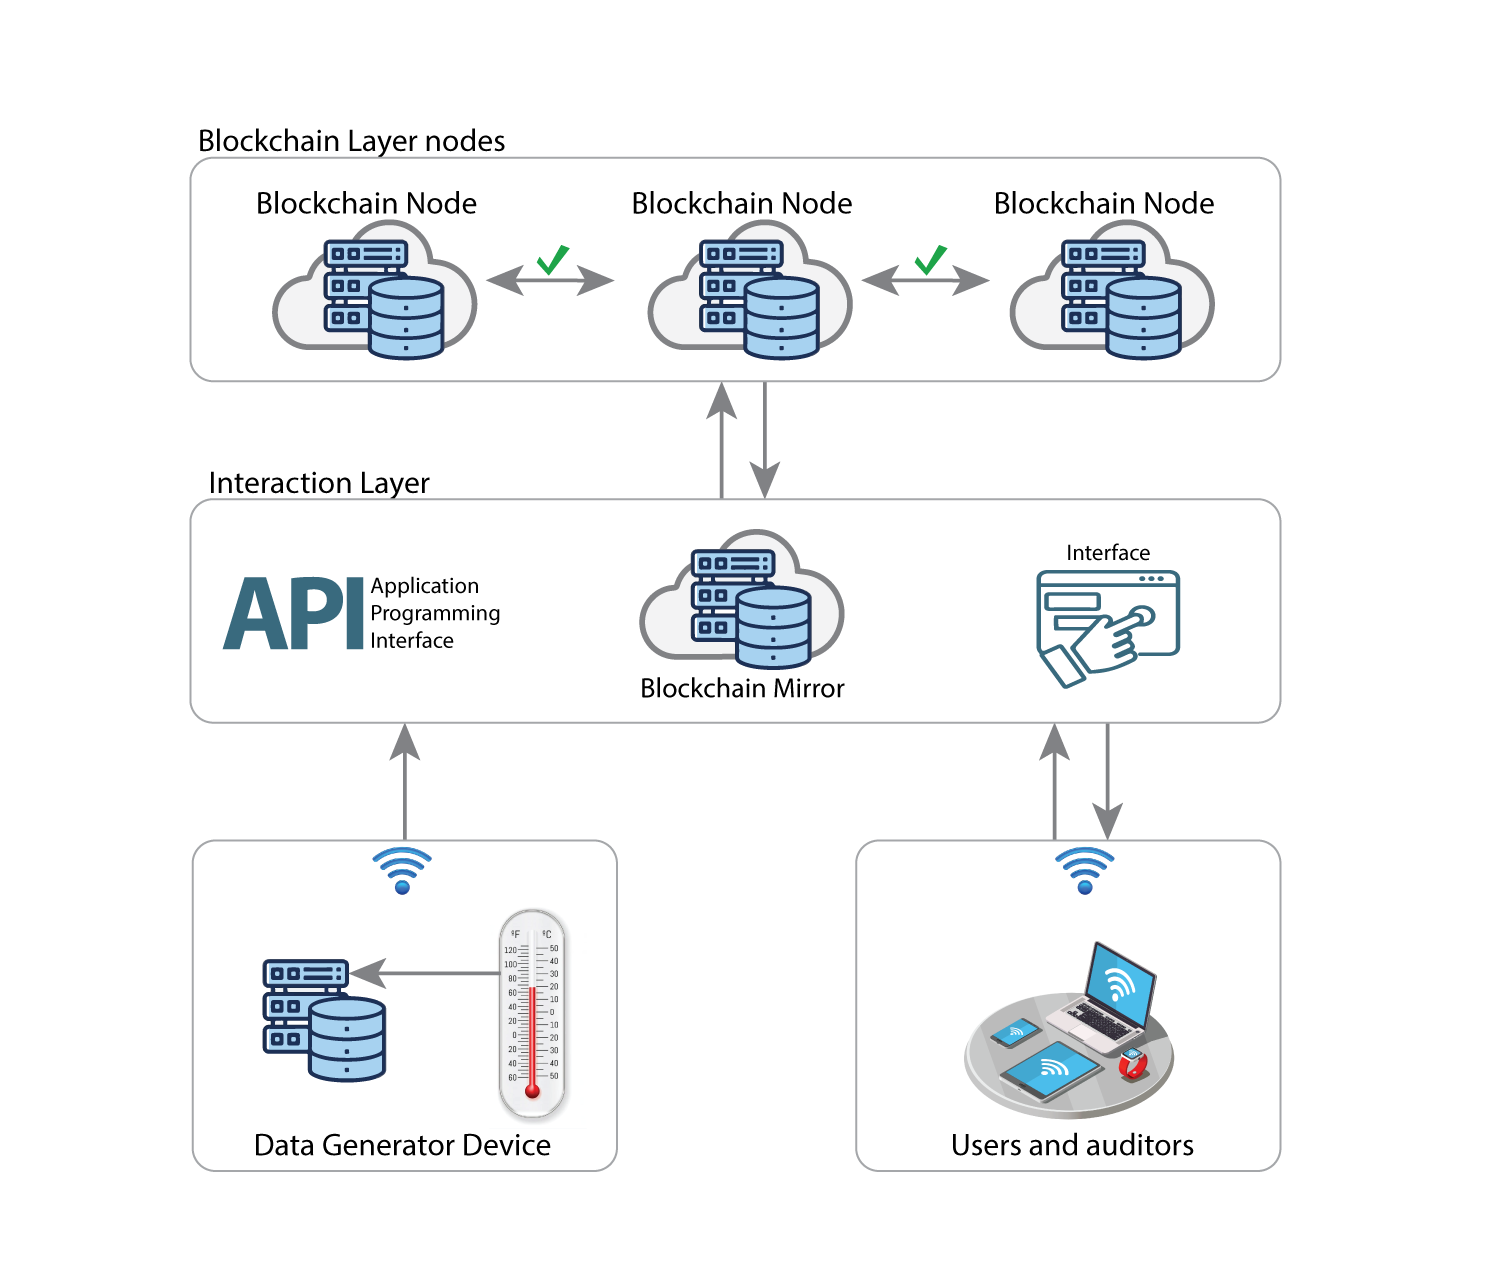 Blockchain Layer nodes
Blockchain Node
Blockchain Node
Blockchain Node
Interaction Layer
API
Application
Programming
Interface
Blockchain Mirror
Interface
°F °C
120 50
100 40
80 30
60 20
40 10
20 0
0 10
20 20
40 30
60 40
50
Data Generator Device
Users and auditors